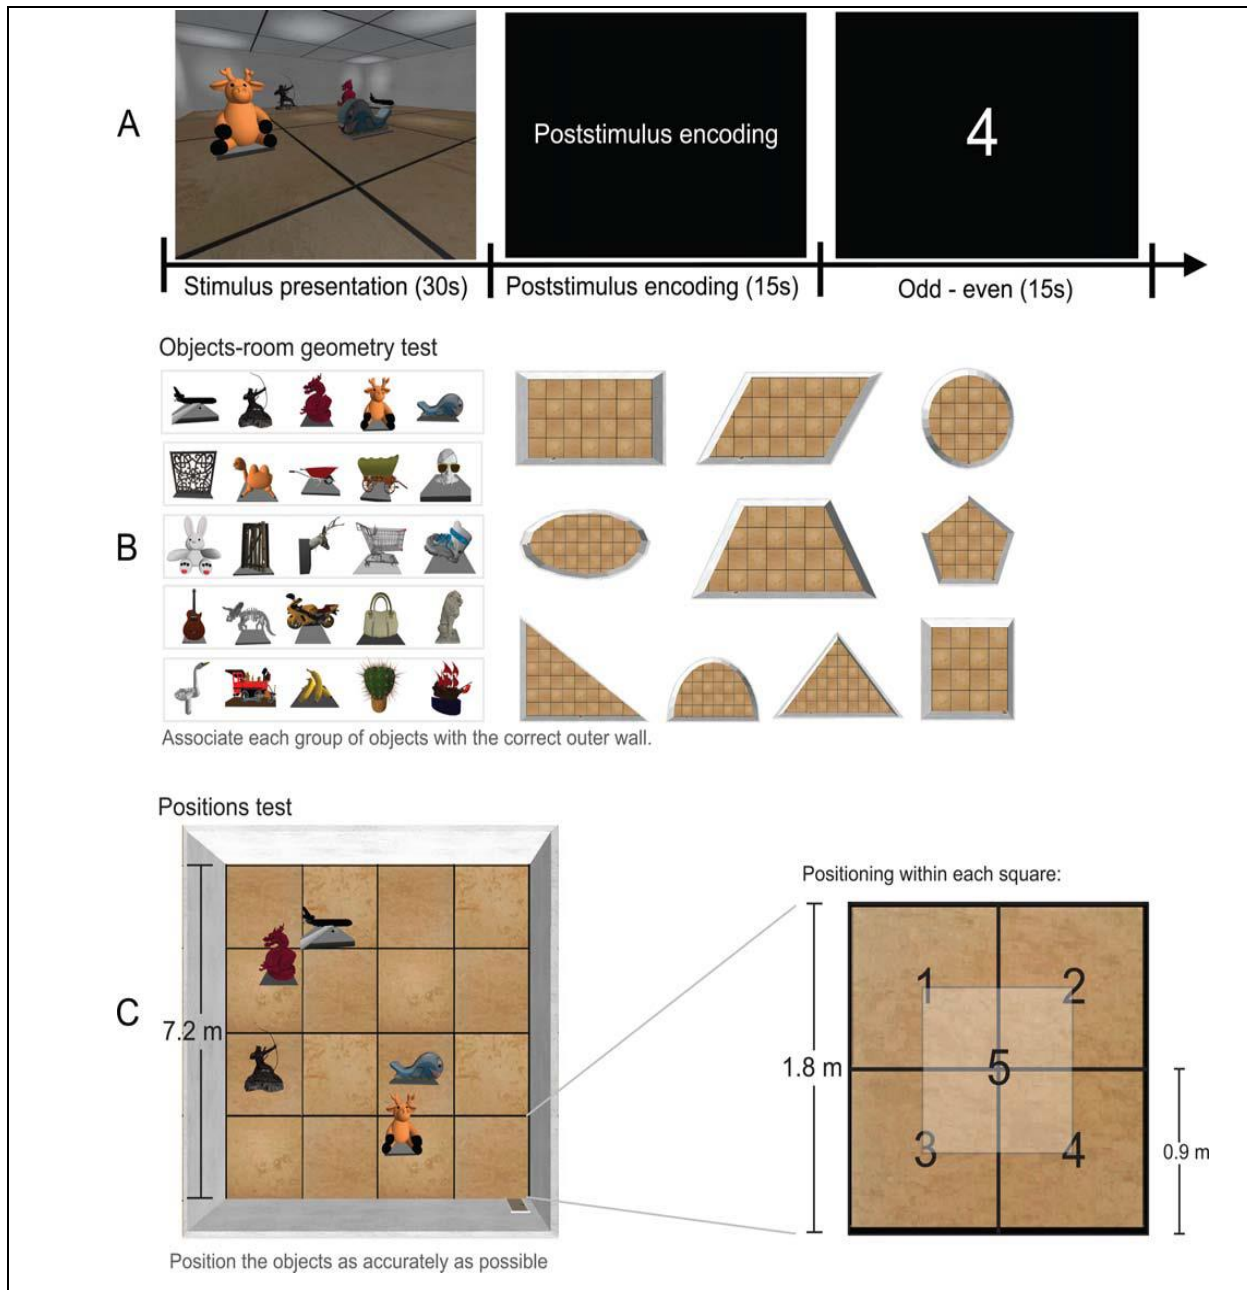 A
Poststimulus encoding
4
Stimulus presentation (30s)
Poststimulus encoding (15s)
Odd - even (15s)
Objects-room geometry test
B
Associate each group of objects with the correct outer wall.
Positions test
C
7.2 m
Position the objects as accurately as possible
Positioning within each square:
1.8 m
1
2
5
3
4
0.9 m